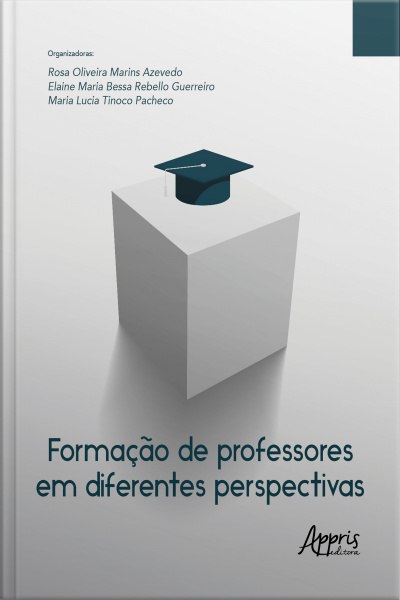 Organizadoras:
Rosa Oliveira Marins Azevedo
Elaine Maria Bessa Rebello Guerreiro
Maria Lucia Tinoco Pacheco
Formação de professores
em diferentes perspectivas
Appris
editora